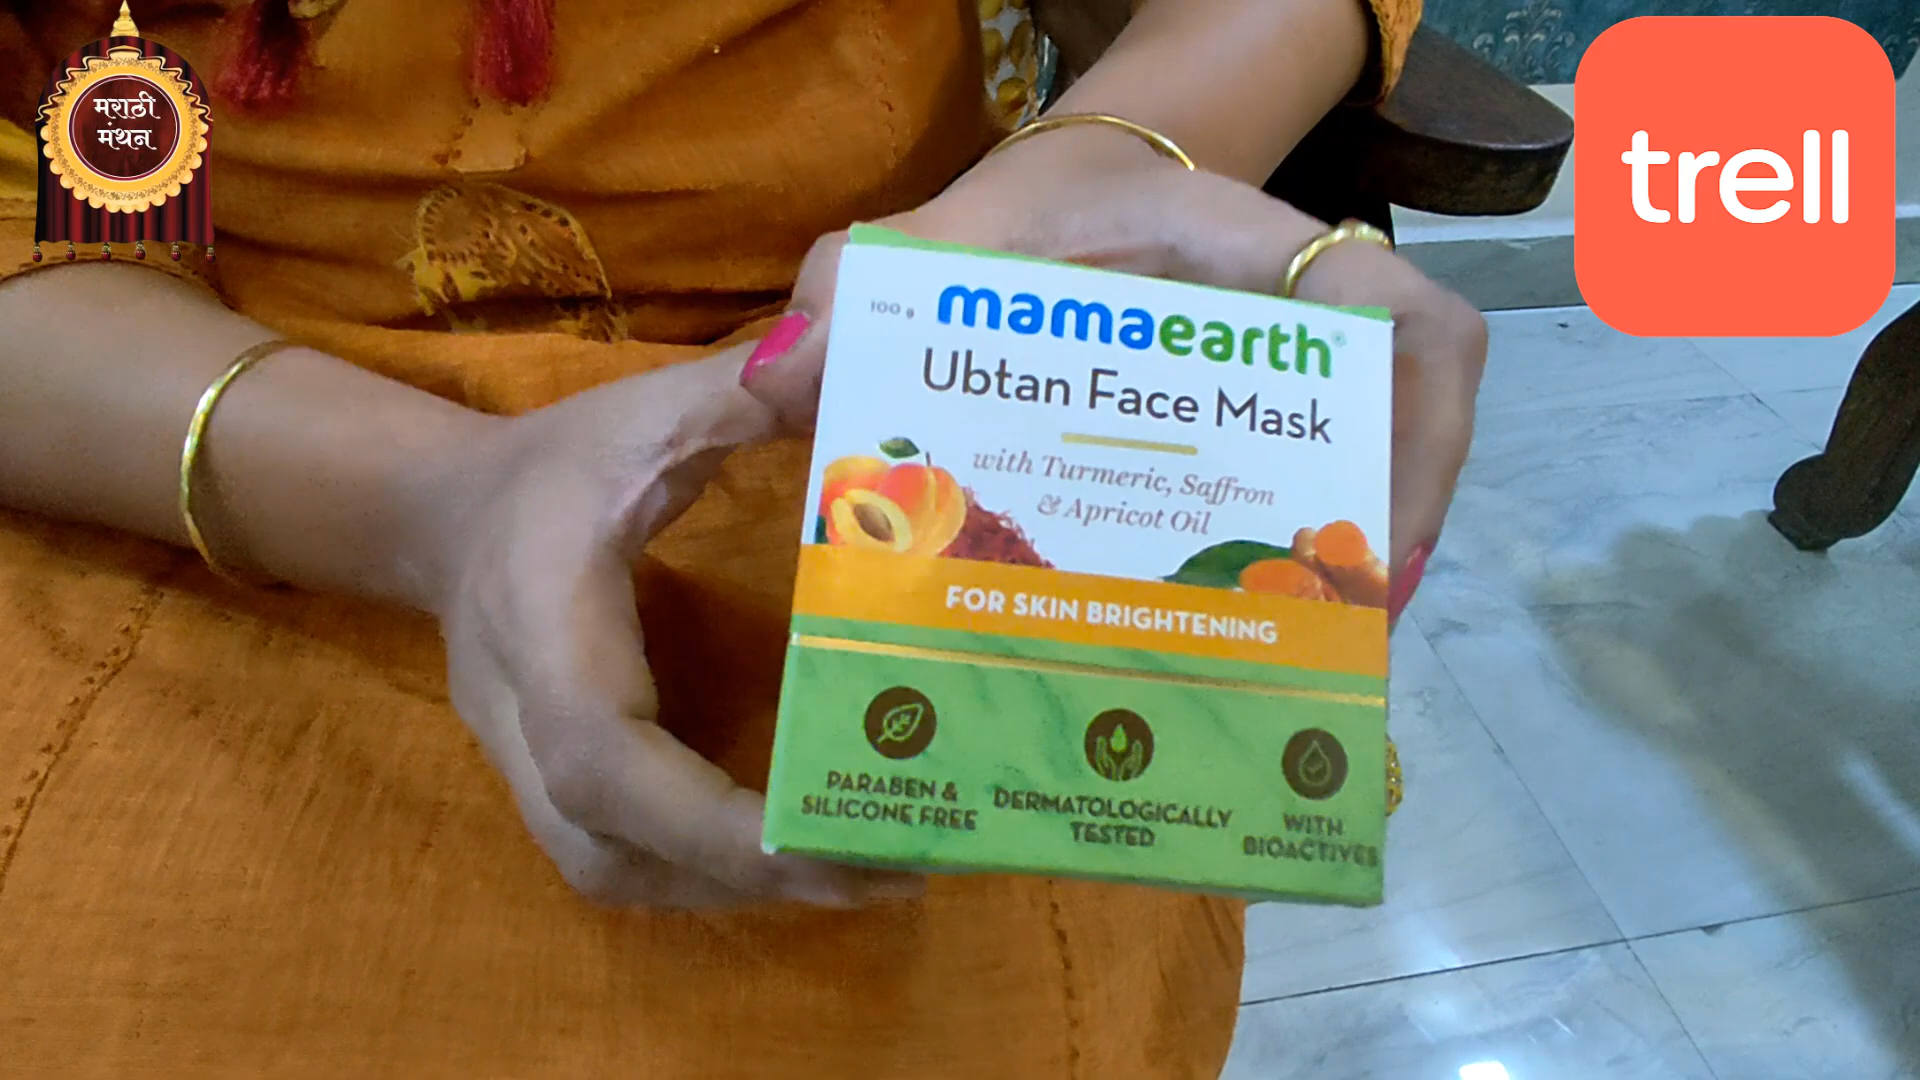 मराठी
मंथन
trell
100 g
mamaearth®
Ubtan Face Mask
with Turmeric, Saffron
& Apricot Oil
FOR SKIN BRIGHTENING
PARABEN &
SILICONE FREE
DERMATOLOGICALLY
TESTED
WITH
BIOACTIVES